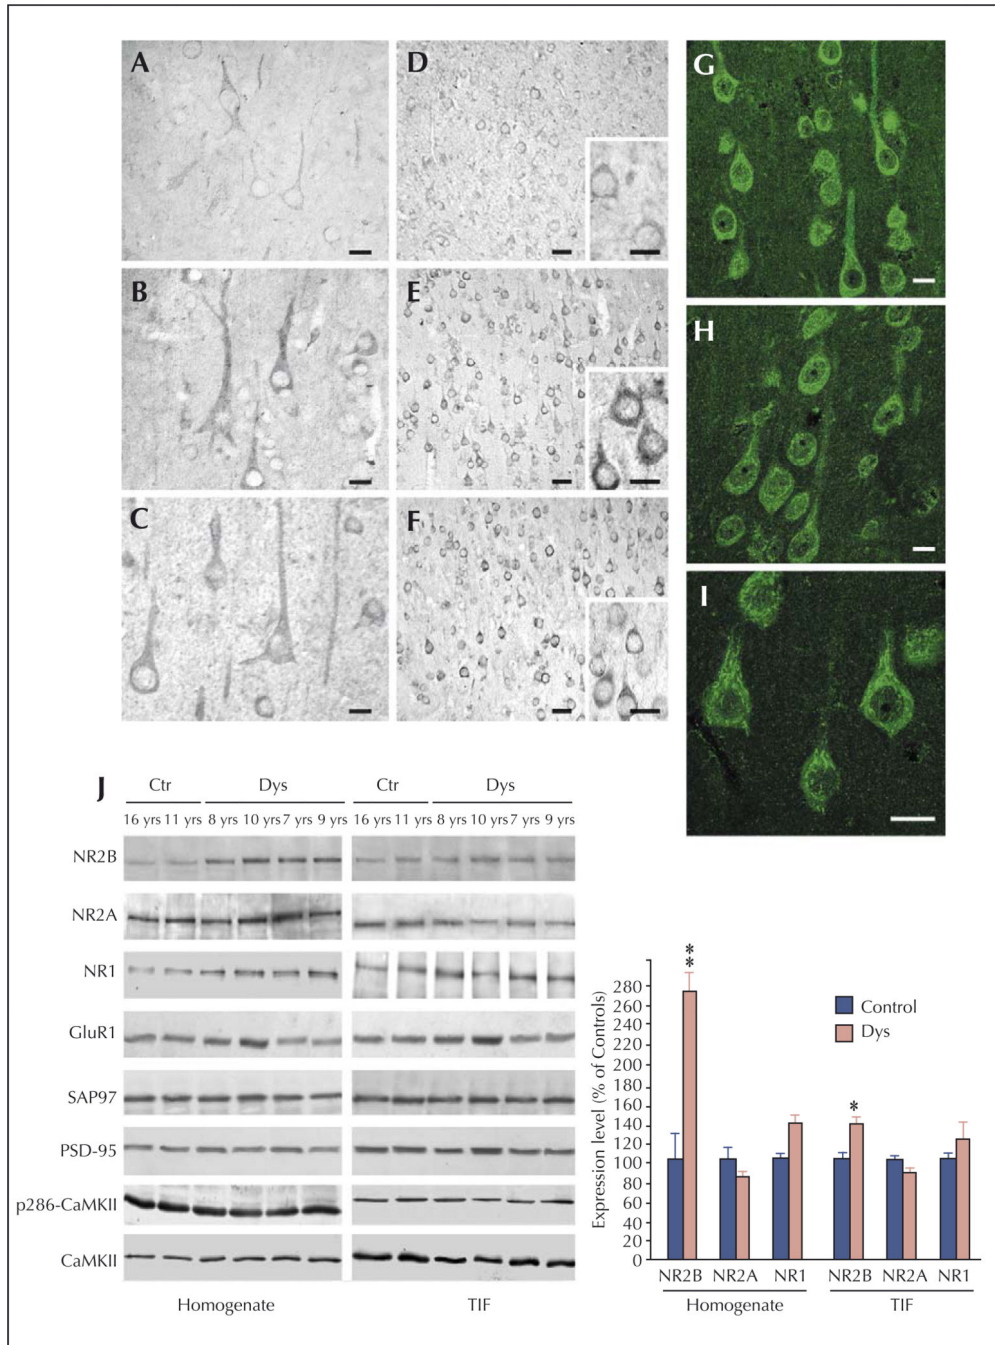 A
D
G
B
E
H
C
F
I
J
Ctr Dys Ctr Dys
16 yrs 11 yrs 8 yrs 10 yrs 7 yrs 9 yrs 16 yrs 11 yrs 8 yrs 10 yrs 7 yrs 9 yrs
NR2B
NR2A
NR1
GluR1
SAP97
PSD-95
p286-CaMKII
CaMKII
Homogenate TIF
Expression level (% of Controls)
280
260
240
220
200
180
160
140
120
100
80
60
40
20
0
**
*
Control
Dys
NR2B NR2A NR1 NR2B NR2A NR1
Homogenate TIF